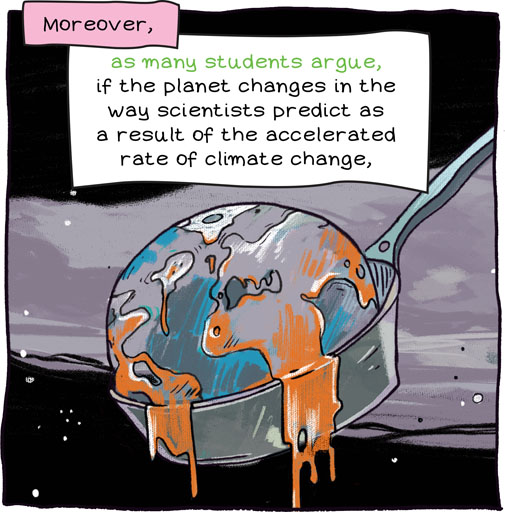 Moreover,
as many students argue,
if the planet changes in the
way scientists predict as
a result of the accelerated
rate of climate change,